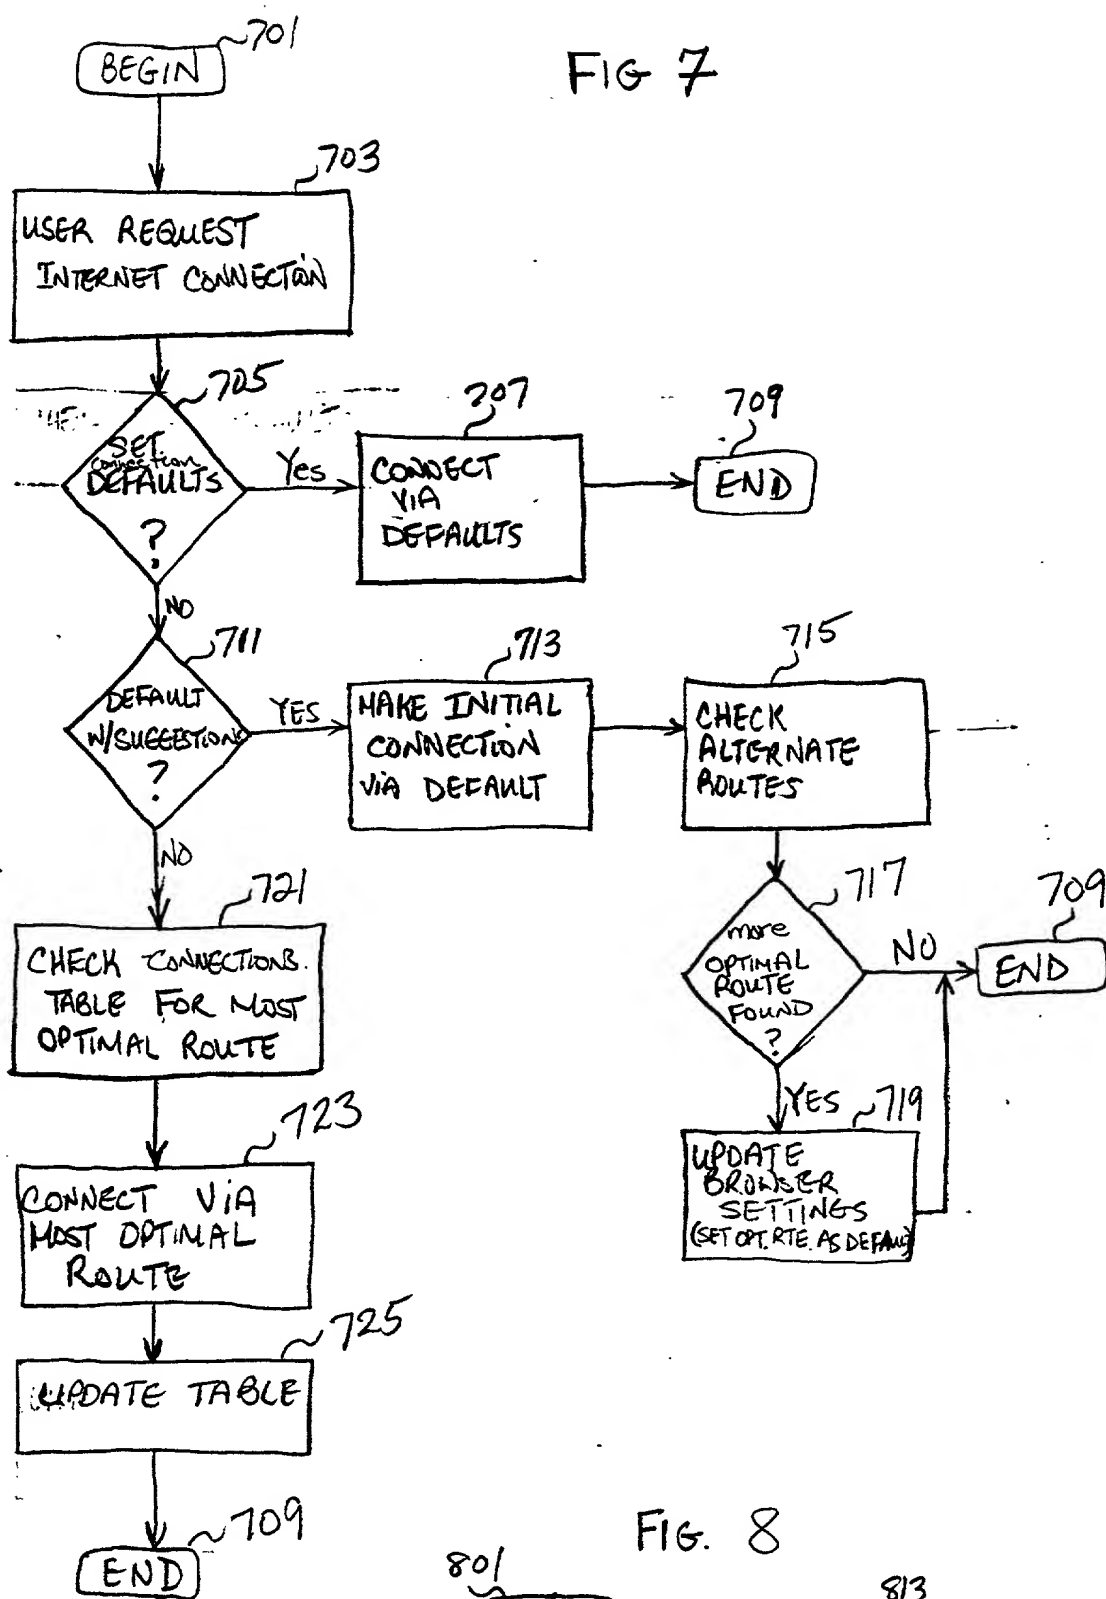 701
BEGIN
FIG 7
703
USER REQUEST
INTERNET CONNECTION
705
SET
connection
DEFAULTS
?
Yes
707
CONNECT
VIA
DEFAULTS
709
END
NO
711
DEFAULT
W/SUGGESTIONS
?
YES
713
MAKE INITIAL
CONNECTION
VIA DEFAULT
715
CHECK
ALTERNATE
ROUTES
NO
717
more
OPTIMAL
ROUTE
FOUND
?
NO
709
END
721
CHECK CONNECTIONS
TABLE FOR MOST
OPTIMAL ROUTE
YES
719
UPDATE
BROWSER
SETTINGS
(SET OPT. RTE. AS DEFAULT)
723
CONNECT VIA
MOST OPTIMAL
ROUTE
725
UPDATE TABLE
709
END
FIG. 8
801
813